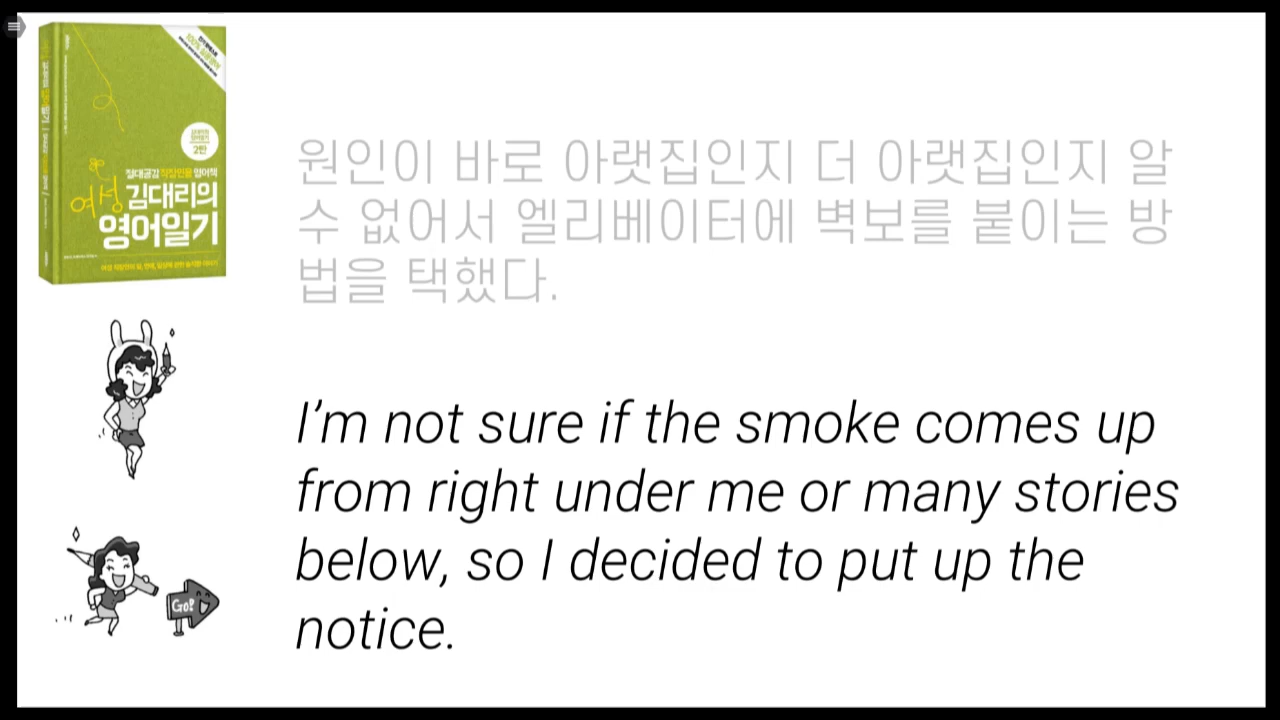 절대공감 직장인용 영어책
여성 김대리의
영어일기
2탄
원인이 바로 아랫집인지 더 아랫집인지 알
수 없어서 엘리베이터에 벽보를 붙이는 방
법을 택했다.
I’m not sure if the smoke comes up
from right under me or many stories
below, so I decided to put up the
notice.
Go?